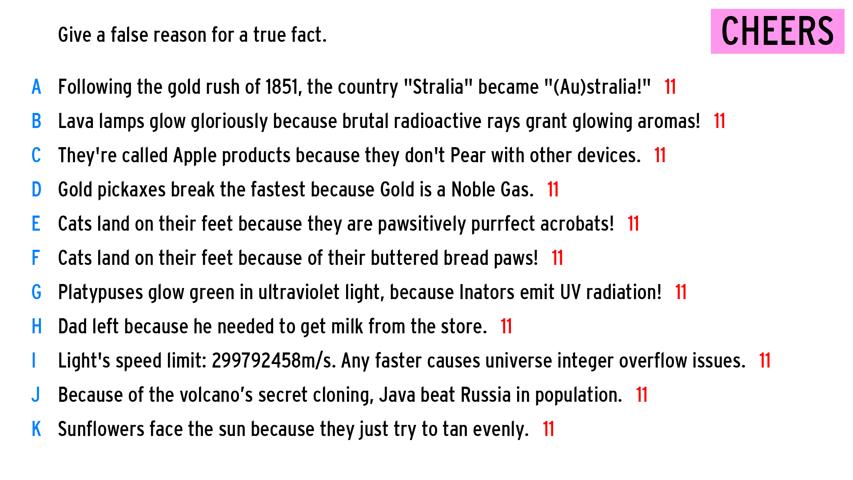 Give a false reason for a true fact.
CHEERS
A Following the gold rush of 1851, the country "Stralia" became "(Au)stralia!" 11
B Lava lamps glow gloriously because brutal radioactive rays grant glowing aromas! 11
C They're called Apple products because they don't Pear with other devices. 11
D Gold pickaxes break the fastest because Gold is a Noble Gas. 11
E Cats land on their feet because they are pawsitively purrfect acrobats! 11
F Cats land on their feet because of their buttered bread paws! 11
G Platypuses glow green in ultraviolet light, because Inators emit UV radiation! 11
H Dad left because he needed to get milk from the store. 11
I Light's speed limit: 299792458m/s. Any faster causes universe integer overflow issues. 11
J Because of the volcano's secret cloning, Java beat Russia in population. 11
K Sunflowers face the sun because they just try to tan evenly. 11